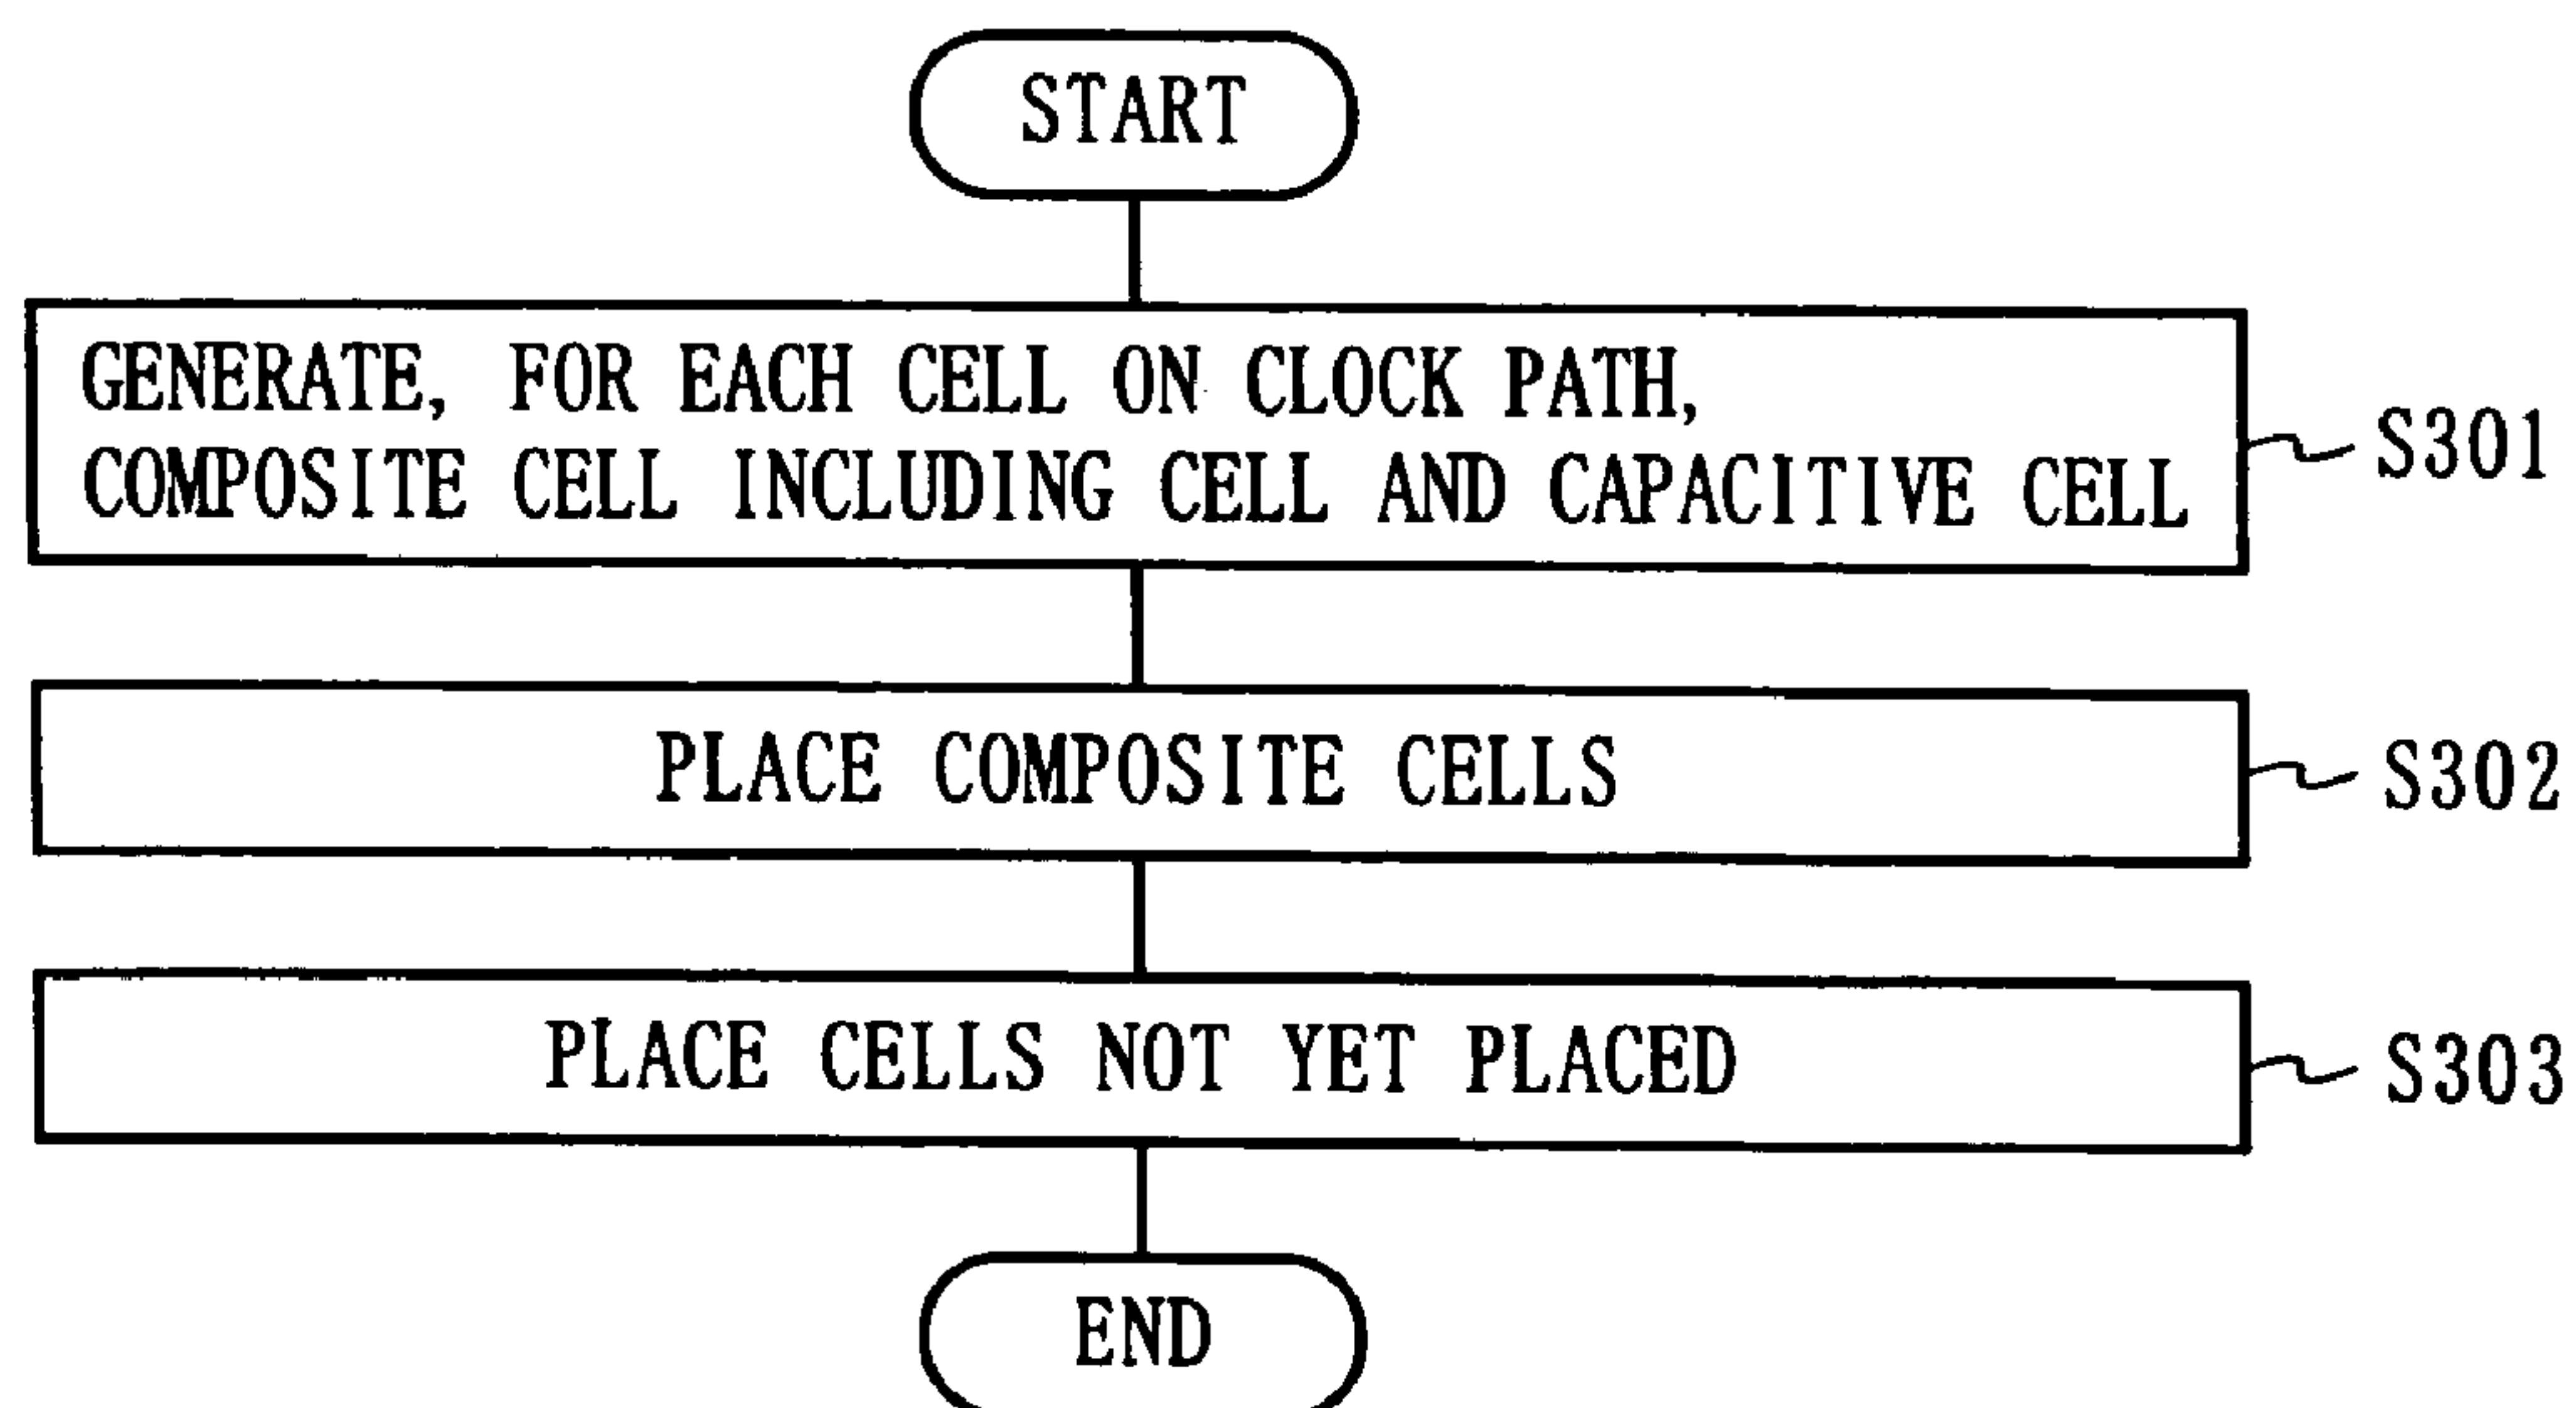 START
GENERATE, FOR EACH CELL ON CLOCK PATH,
COMPOSITE CELL INCLUDING CELL AND CAPACITIVE CELL
S301
PLACE COMPOSITE CELLS
S302
PLACE CELLS NOT YET PLACED
S303
END